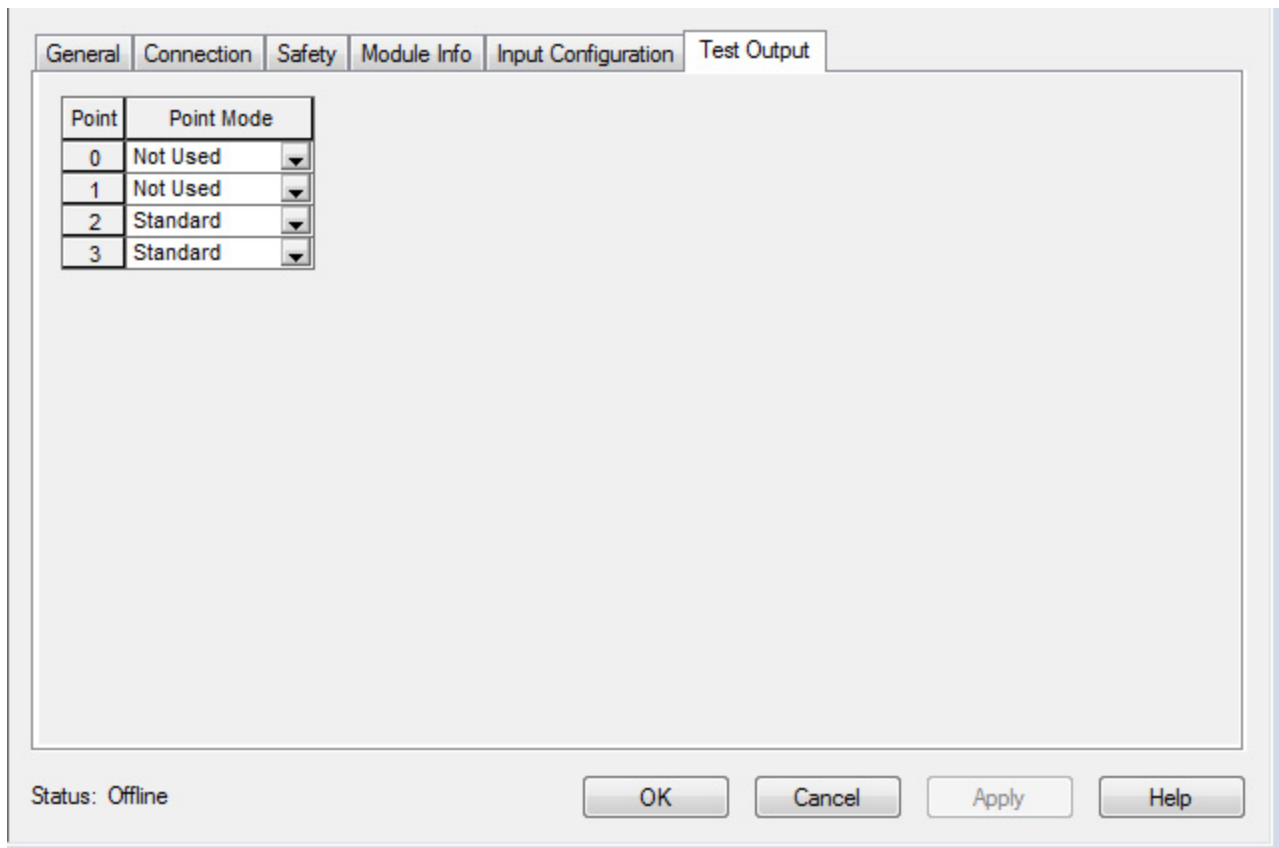 General Connection Safety Module Info Input Configuration Test Output
Point Point Mode
0 Not Used
1 Not Used
2 Standard
3 Standard
Status: Offline OK Cancel Apply Help